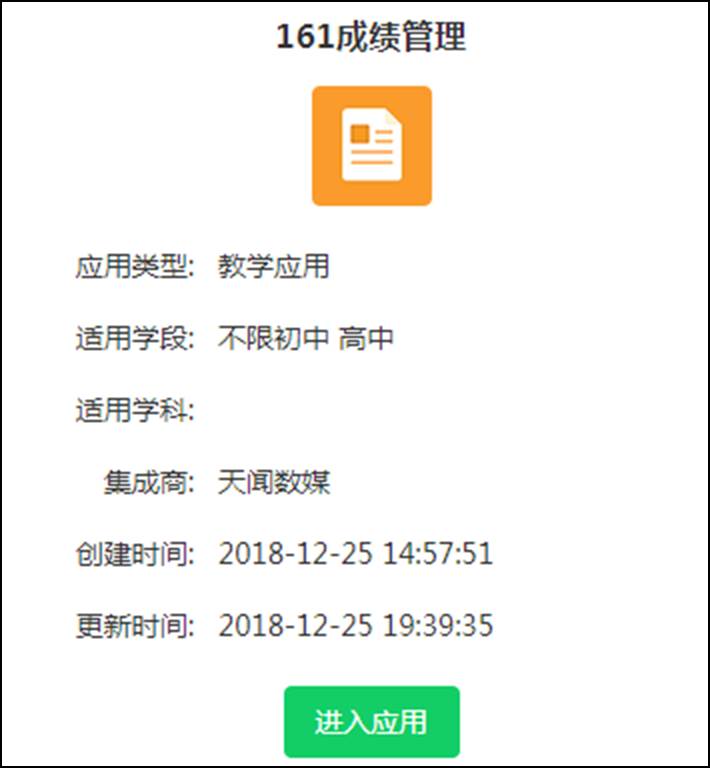 161成绩管理
应用类型: 教学应用
适用学段: 不限初中 高中
适用学科:
集成商: 天闻数媒
创建时间: 2018-12-25 14:57:51
更新时间: 2018-12-25 19:39:35
进入应用